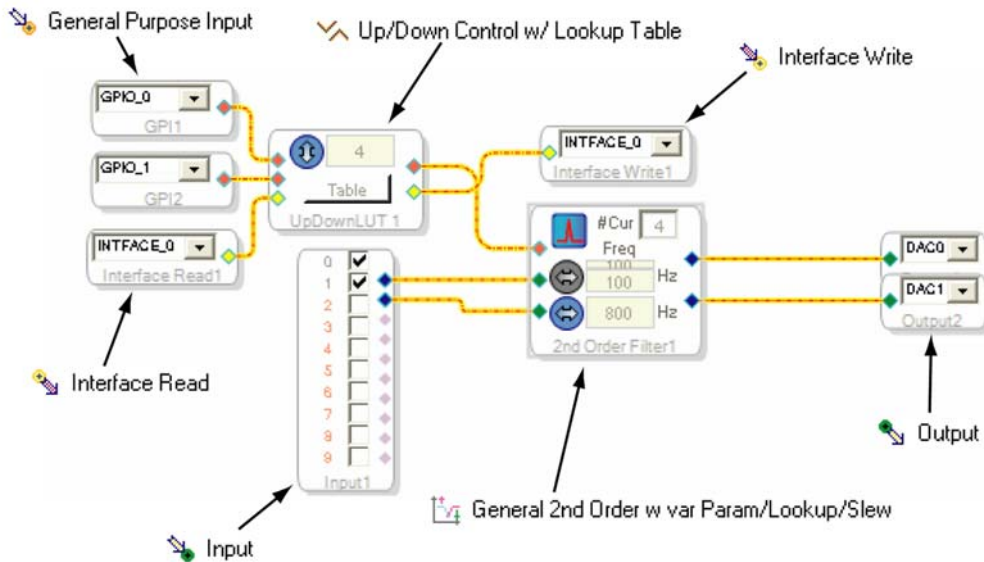 General Purpose Input
Up/Down Control w/ Lookup Table
Interface Write
GPIO_0
GPI1
GPIO_1
GPI2
INTFACE_0
Interface Read1
4
Table
UpDownLUT 1
INTFACE_0
Interface Write1
#Cur
4
Freq
100
100
Hz
800
Hz
2nd Order Filter1
0
1
2
3
4
5
6
7
8
9
Input1
DAC0
DAC1
Output2
Interface Read
Output
General 2nd Order w var Param/Lookup/Slew
Input